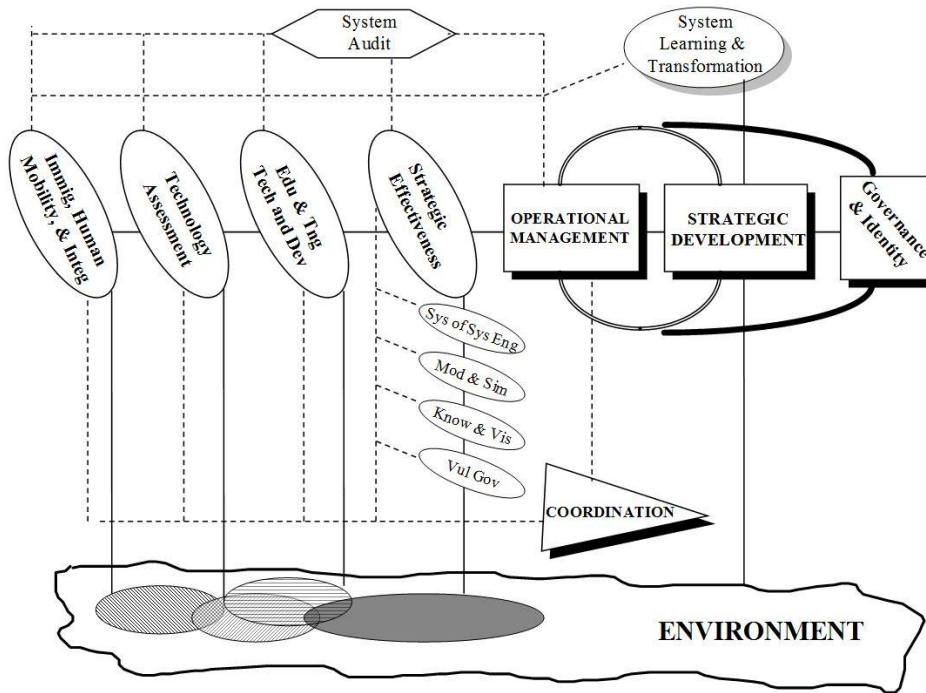 System
Audit
System
Learning &
Transformation
Immig, Human
Mobility, & Integ
Technology
Assessment
Edu & Tng
Tech and Dev
Strategic
Effectiveness
OPERATIONAL
MANAGEMENT
STRATEGIC
DEVELOPMENT
Governance
& Identity
Sys of Sys Eng
Mod & Sim
Know & Vis
Vul Gov
COORDINATION
ENVIRONMENT